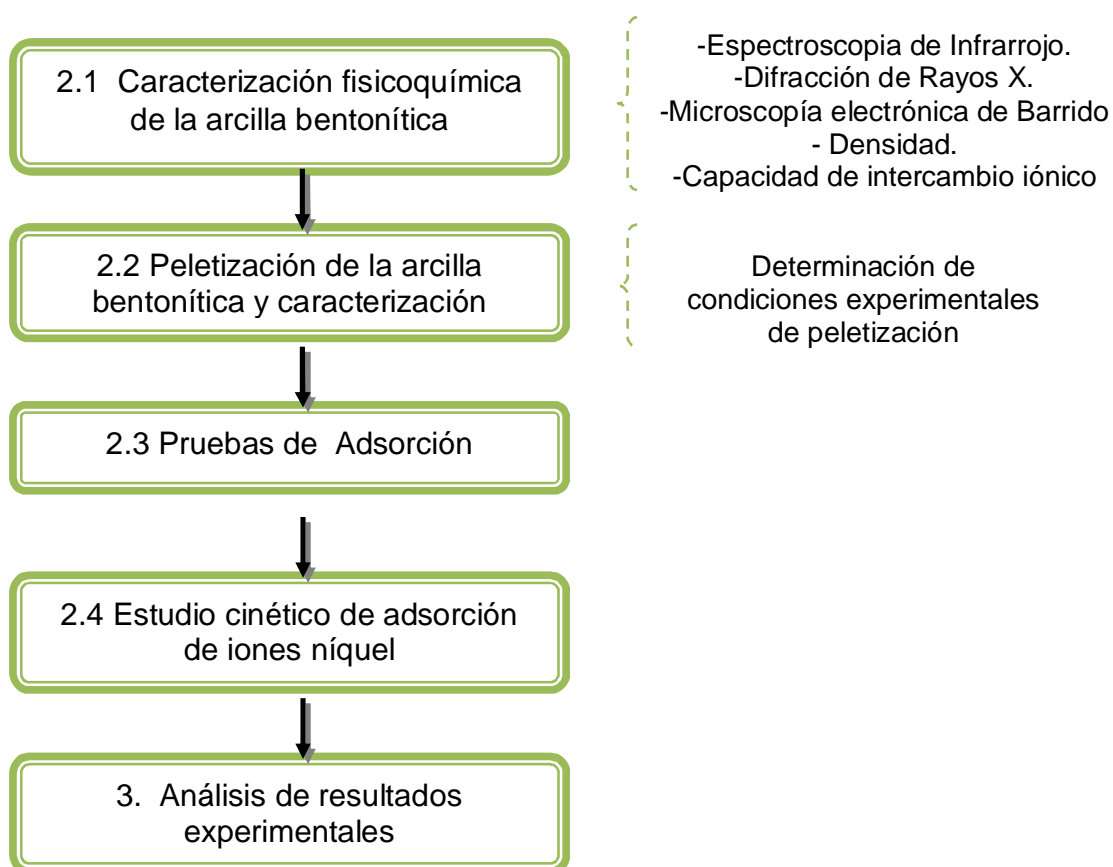 2.1 Caracterización fisicoquímica
de la arcilla bentonítica
-Espectroscopia de Infrarrojo.
-Difracción de Rayos X.
-Microscopía electrónica de Barrido
- Densidad.
-Capacidad de intercambio iónico
2.2 Peletización de la arcilla
bentonítica y caracterización
Determinación de
condiciones experimentales
de peletización
2.3 Pruebas de Adsorción
2.4 Estudio cinético de adsorción
de iones níquel
3. Análisis de resultados
experimentales